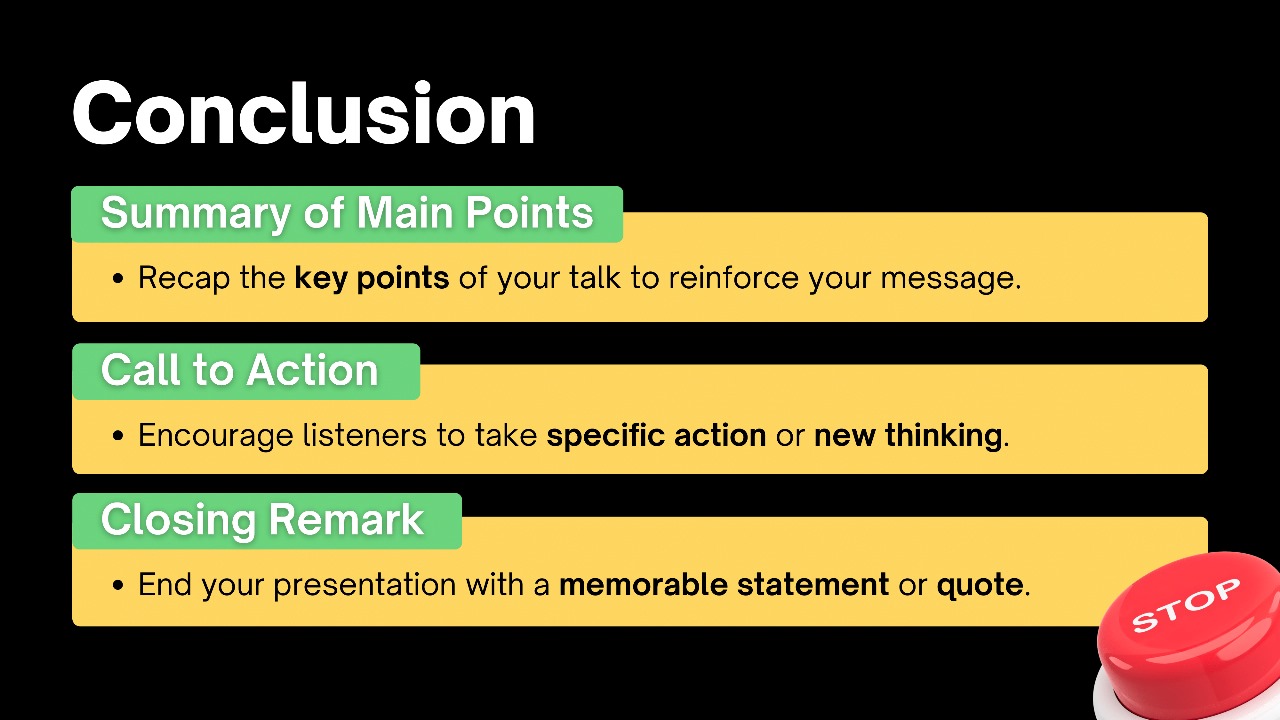 Conclusion
Summary of Main Points
• Recap the key points of your talk to reinforce your message.
Call to Action
• Encourage listeners to take specific action or new thinking.
Closing Remark
• End your presentation with a memorable statement or quote.
STOP